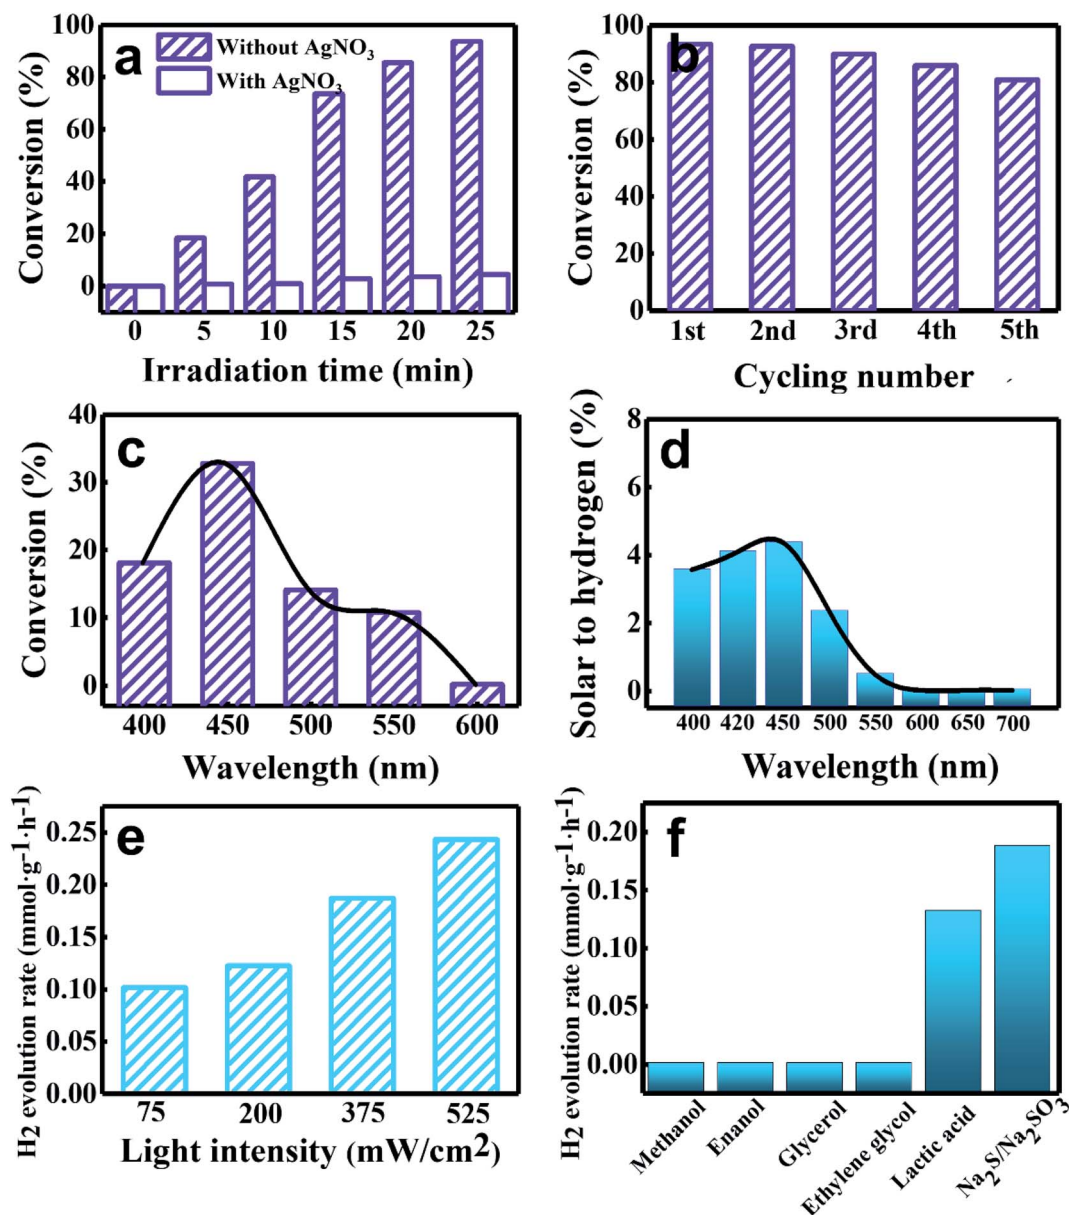 a
Without AgNO₃
With AgNO₃
Conversion (%)
100
80
60
40
20
0
0 5 10 15 20 25
Irradiation time (min)
b
Conversion (%)
100
80
60
40
20
0
1st 2nd 3rd 4th 5th
Cycling number
c
Conversion (%)
40
30
20
10
0
400 450 500 550 600
Wavelength (nm)
d
Solar to hydrogen (%)
8
6
4
2
0
400 420 450 500 550 600 650 700
Wavelength (nm)
e
H2 evolution rate (mmol·g-1·h-1)
0.25
0.20
0.15
0.10
0.05
0.00
75 200 375 525
Light intensity (mW/cm2)
f
H2 evolution rate (mmol·g-1·h-1)
0.20
0.15
0.10
0.05
0.00
Methanol
Enanol
Glycerol
Ethylene glycol
Lactic acid
Na2S/Na2SO3